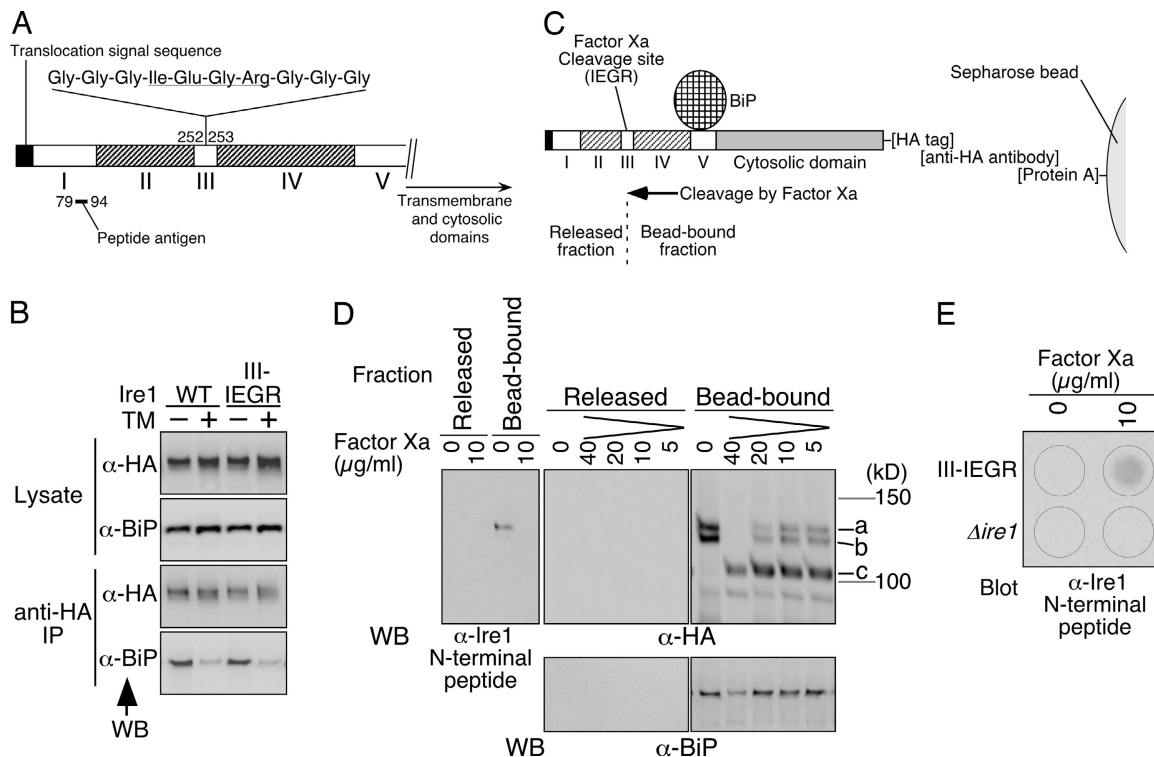 A
Translocation signal sequence
Gly-Gly-Gly-Ile-Glu-Gly-Arg-Gly-Gly-Gly
252 253
I II III IV V
79 94
Peptide antigen
Transmembrane
and cytosolic
domains
C
Factor Xa
Cleavage site
(IEGR)
BiP
Sepharose bead
I II III IV V Cytosolic domain
[HA tag]
[anti-HA antibody]
[Protein A]
Cleavage by Factor Xa
Released
fraction
Bead-bound
fraction
B
Ire1 WT III-
IEGR
TM − + − +
Lysate
α-HA
α-BiP
anti-HA
IP
α-HA
α-BiP
WB
D
Fraction
Released
Bead-bound
Released
Bead-bound
Factor Xa
(µg/ml)
0 10 0 10 0 40 20 10 5 0 40 20 10 5
(kD)
150
a
b
c
100
WB
α-Ire1
N-terminal
peptide
α-HA
WB
α-BiP
E
Factor Xa
(µg/ml)
0 10
III-IEGR
Δire1
Blot
α-Ire1
N-terminal
peptide